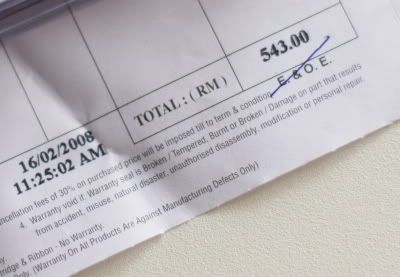 543.00
TOTAL : (RM)
E. & O. E.
16/02/2008
11:25:02 AM
ncellation fees of 30% on purchased price will be imposed till to term & condition
4. Warranty void if: Warranty seal is Broken / Tempered, Burnt or Broken / Damage on part that results
from accident, misuse, natural disaster, unauthorised disassembly, modification or personal repair.
ridge & Ribbon - No Warranty.
Only. (Warranty On All Products Are Against Manufacturing Defects Only)